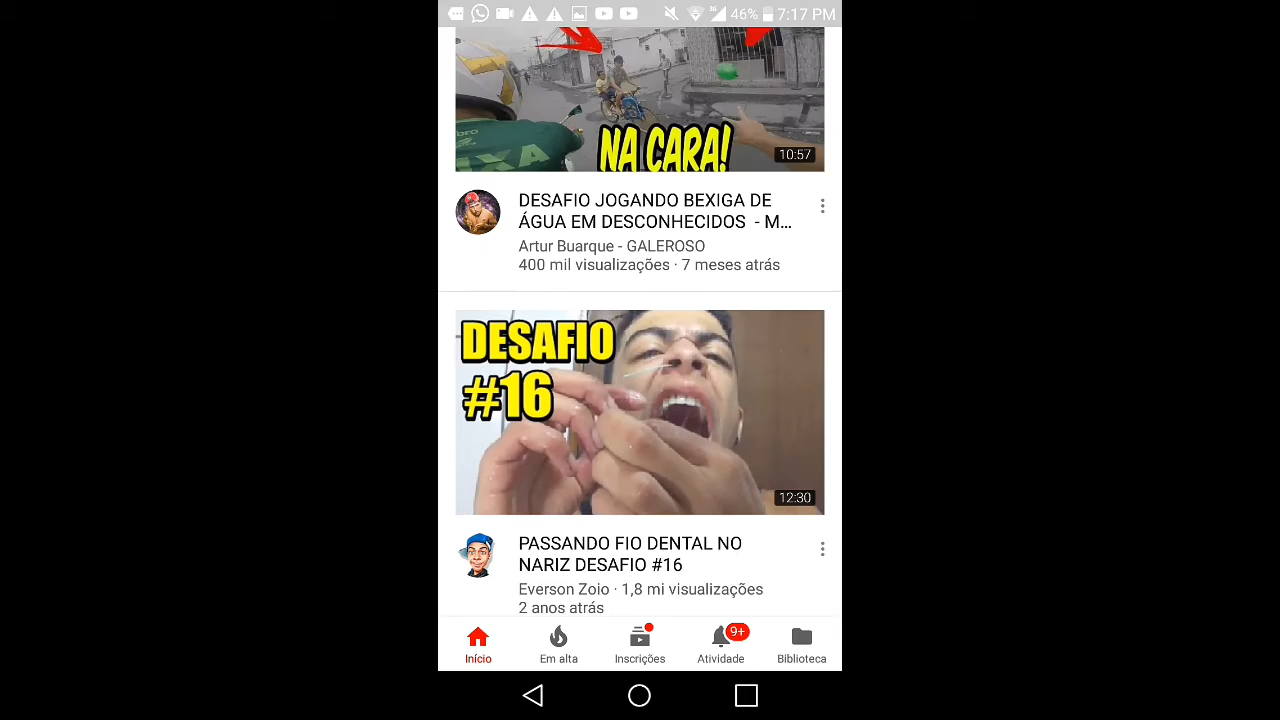 46% 7:17 PM
NA CARA!
10:57
DESAFIO JOGANDO BEXIGA DE
ÁGUA EM DESCONHECIDOS - M...
Artur Buarque - GALEROSO
400 mil visualizações · 7 meses atrás
DESAFIO
#16
12:30
PASSANDO FIO DENTAL NO
NARIZ DESAFIO #16
Everson Zoio · 1,8 mi visualizações
2 anos atrás
9+
Início Em alta Inscrições Atividade Biblioteca